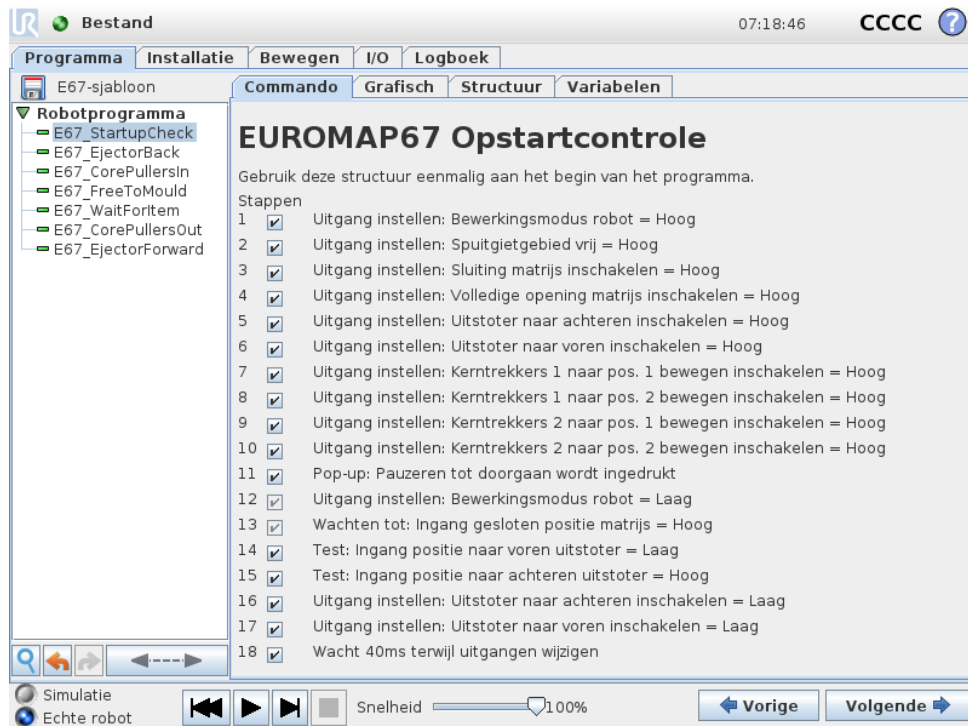 UR Bestand 07:18:46 CCCC ?
Programma Installatie Bewegen I/O Logboek
E67-sjabloon
Commando Grafisch Structuur Variabelen
Robotprogramma
E67_StartupCheck
E67_EjectorBack
E67_CorePullersIn
E67_FreeToMould
E67_WaitForItem
E67_CorePullersOut
E67_EjectorForward
EUROMAP67 Opstartcontrole
Gebruik deze structuur eenmalig aan het begin van het programma.
Stappen
1 Uitgang instellen: Bewerkingsmodus robot = Hoog
2 Uitgang instellen: Spuitgietgebied vrij = Hoog
3 Uitgang instellen: Sluiting matrijs inschakelen = Hoog
4 Uitgang instellen: Volledige opening matrijs inschakelen = Hoog
5 Uitgang instellen: Uitstoter naar achteren inschakelen = Hoog
6 Uitgang instellen: Uitstoter naar voren inschakelen = Hoog
7 Uitgang instellen: Kerntrekkers 1 naar pos. 1 bewegen inschakelen = Hoog
8 Uitgang instellen: Kerntrekkers 1 naar pos. 2 bewegen inschakelen = Hoog
9 Uitgang instellen: Kerntrekkers 2 naar pos. 1 bewegen inschakelen = Hoog
10 Uitgang instellen: Kerntrekkers 2 naar pos. 2 bewegen inschakelen = Hoog
11 Pop-up: Pauzeren tot doorgaan wordt ingedrukt
12 Uitgang instellen: Bewerkingsmodus robot = Laag
13 Wachten tot: Ingang gesloten positie matrijs = Hoog
14 Test: Ingang positie naar voren uitstoter = Laag
15 Test: Ingang positie naar achteren uitstoter = Hoog
16 Uitgang instellen: Uitstoter naar achteren inschakelen = Laag
17 Uitgang instellen: Uitstoter naar voren inschakelen = Laag
18 Wacht 40ms terwijl uitgangen wijzigen
Simulatie
Echte robot
Snelheid 100%
Vorige Volgende